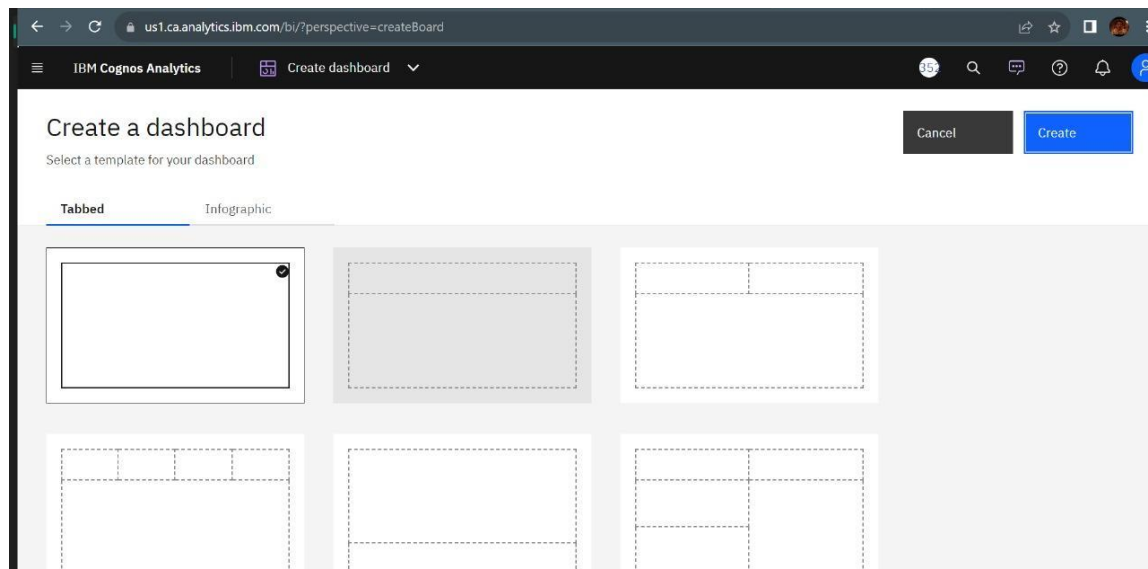 us1.ca.analytics.ibm.com/bi/?perspective=createBoard
IBM Cognos Analytics
Create dashboard
352
Create a dashboard
Cancel
Create
Select a template for your dashboard
Tabbed
Infographic